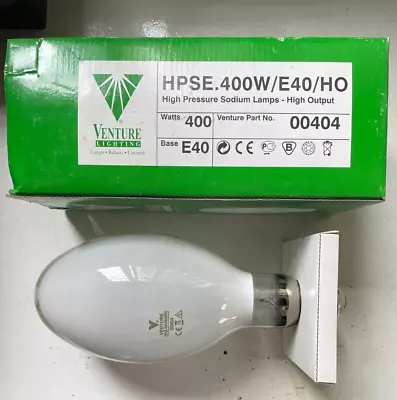 HPSE.400W/E40/HO
High Pressure Sodium Lamps - High Output
Watts 400 Venture Part No. 00404
Base E40
VENTURE
LIGHTING
Lamps • Ballasts • Controls
VENTURE
00404